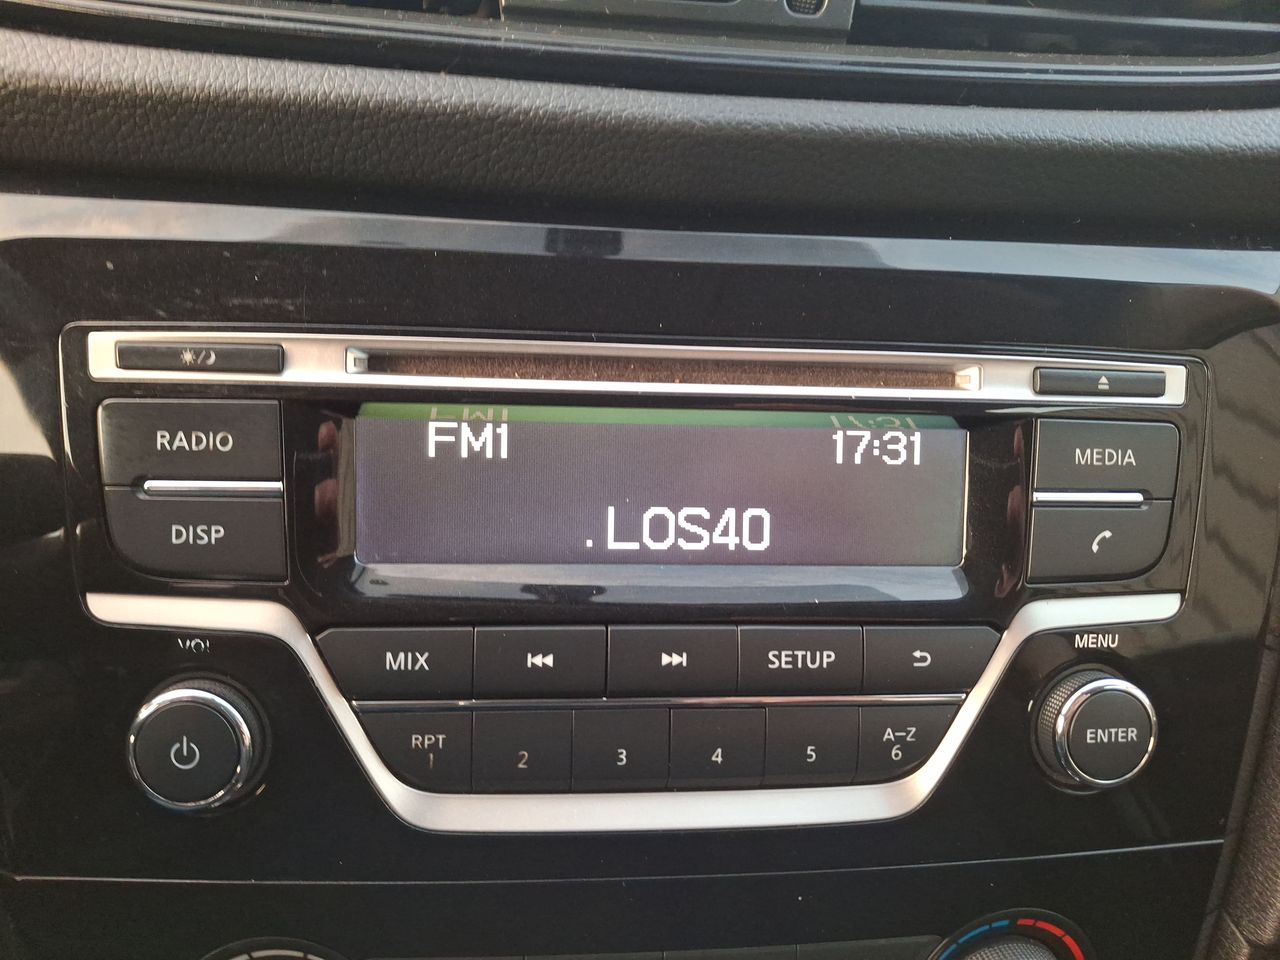 FM1 17:31
.LOS40
RADIO
MEDIA
DISP
VOL
MENU
MIX
SETUP
ENTER
RPT
1
2
3
4
5
A-Z
6